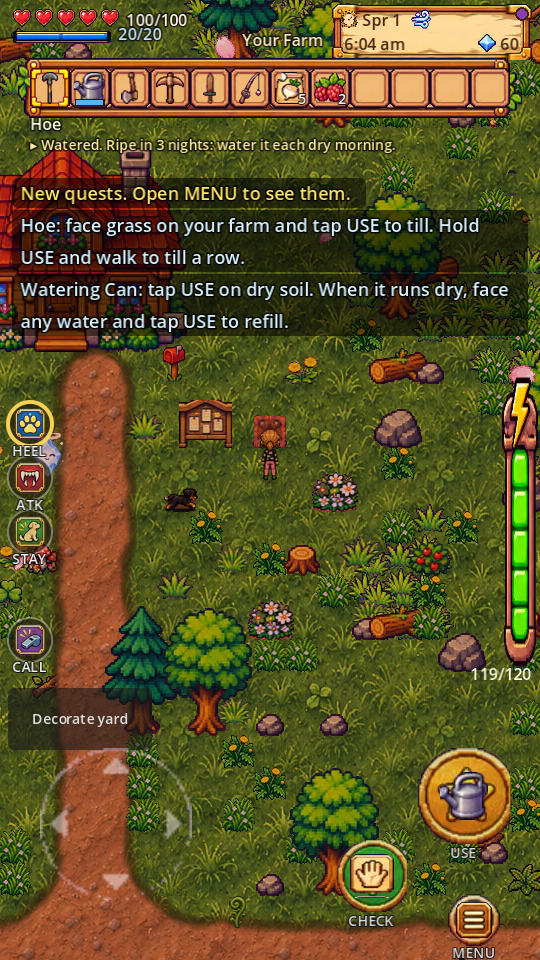 100/100
20/20
Your Farm
Spr 1
6:04 am
60
5
2
Hoe
▸ Watered. Ripe in 3 nights: water it each dry morning.
New quests. Open MENU to see them.
Hoe: face grass on your farm and tap USE to till. Hold
USE and walk to till a row.
Watering Can: tap USE on dry soil. When it runs dry, face
any water and tap USE to refill.
HEEL
ATK
STAY
CALL
119/120
Decorate yard
USE
CHECK
MENU